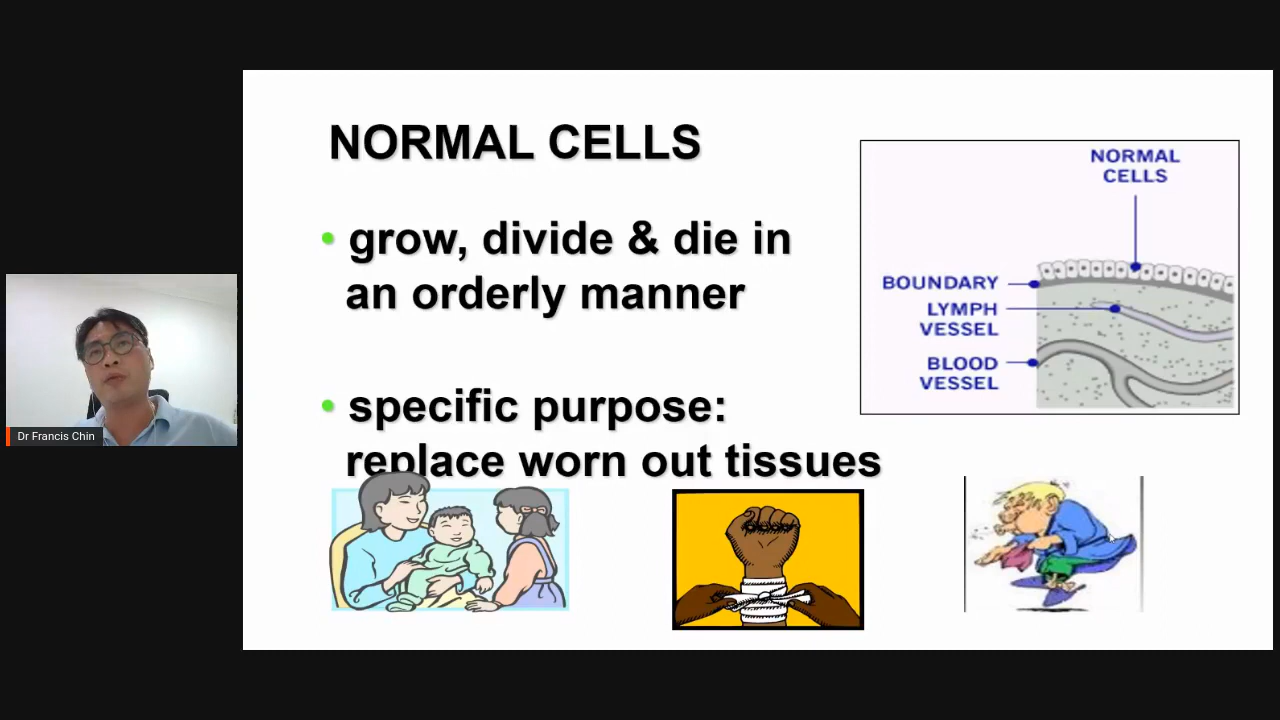 NORMAL CELLS
• grow, divide & die in
an orderly manner
• specific purpose:
replace worn out tissues
NORMAL
CELLS
BOUNDARY
LYMPH
VESSEL
BLOOD
VESSEL
Dr Francis Chin